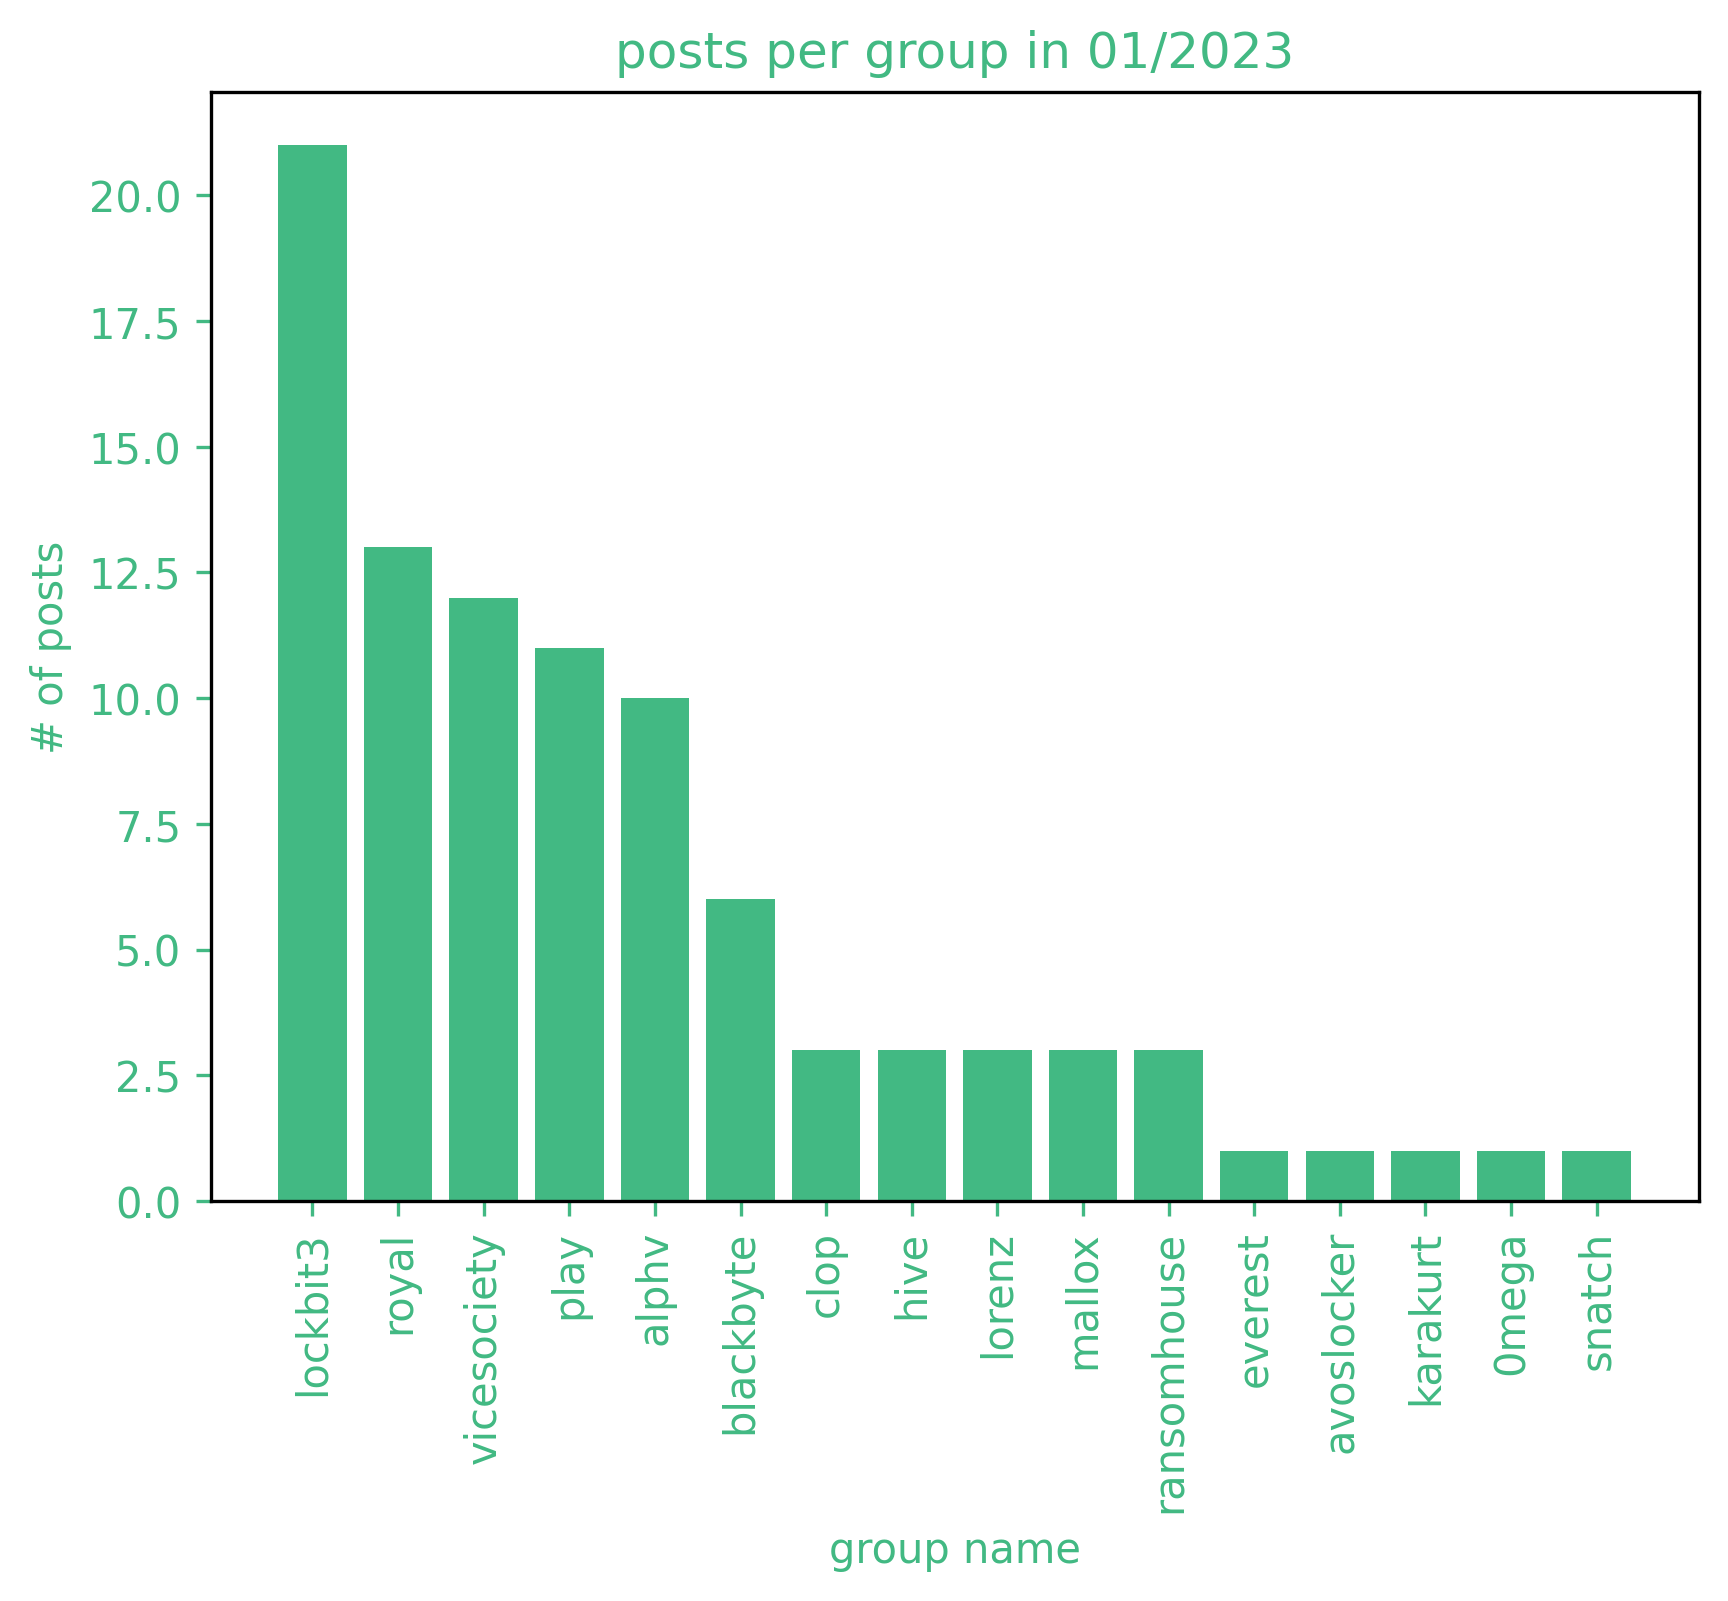 posts per group in 01/2023
# of posts
20.0
17.5
15.0
12.5
10.0
7.5
5.0
2.5
0.0
lockbit3
royal
vicesociety
play
alphv
blackbyte
clop
hive
lorenz
mallox
ransomhouse
everest
avoslocker
karakurt
0mega
snatch
group name